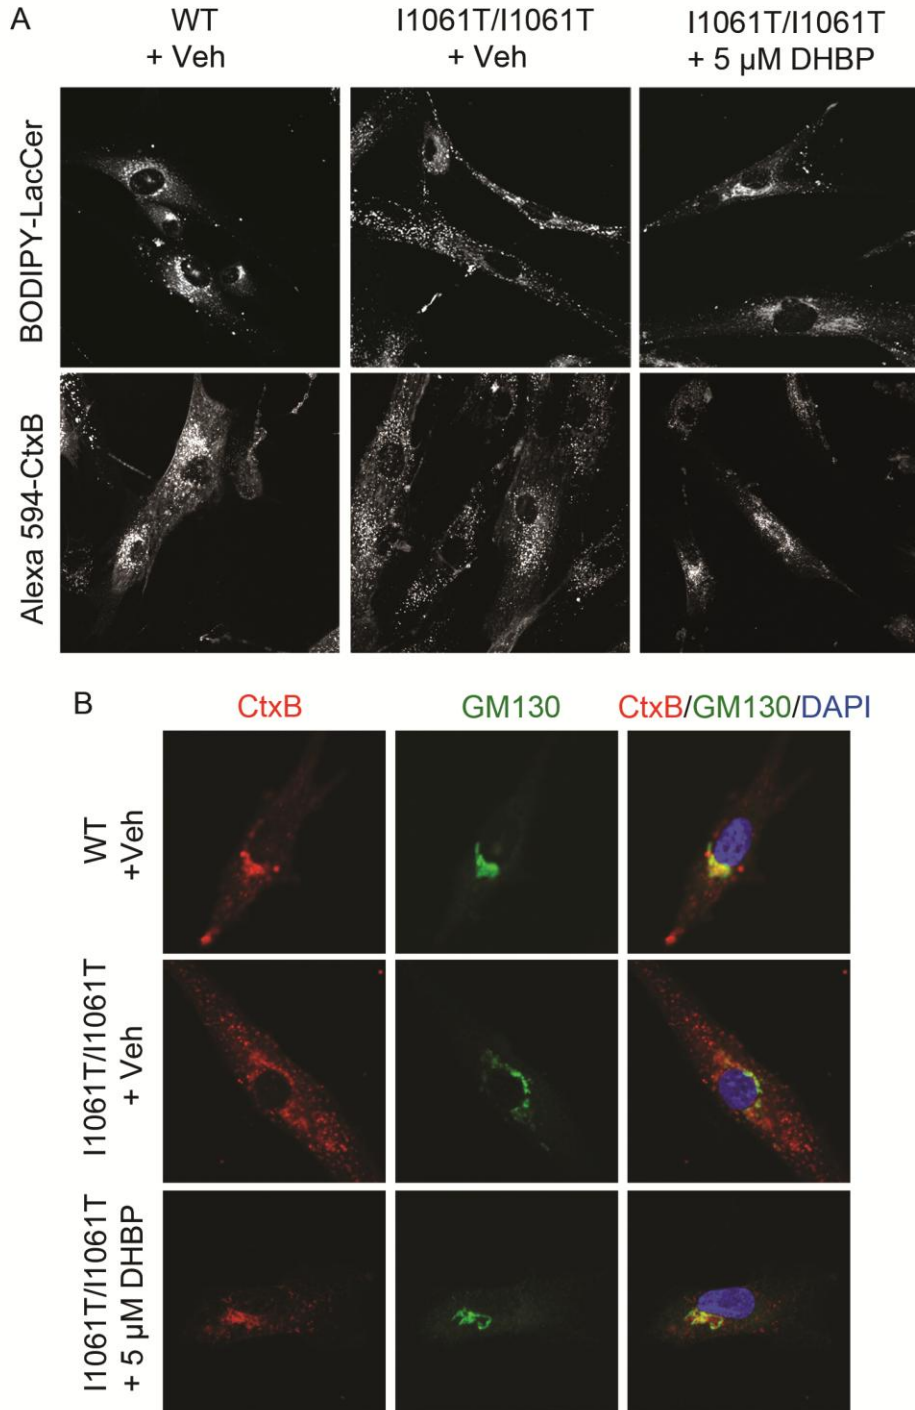 A
WT
+ Veh
I1061T/I1061T
+ Veh
I1061T/I1061T
+ 5 µM DHBP
BODIPY-LacCer
Alexa 594-CtxB
B
CtxB
GM130
CtxB/GM130/DAPI
WT
+Veh
I1061T/I1061T
+ Veh
I1061T/I1061T
+ 5 µM DHBP